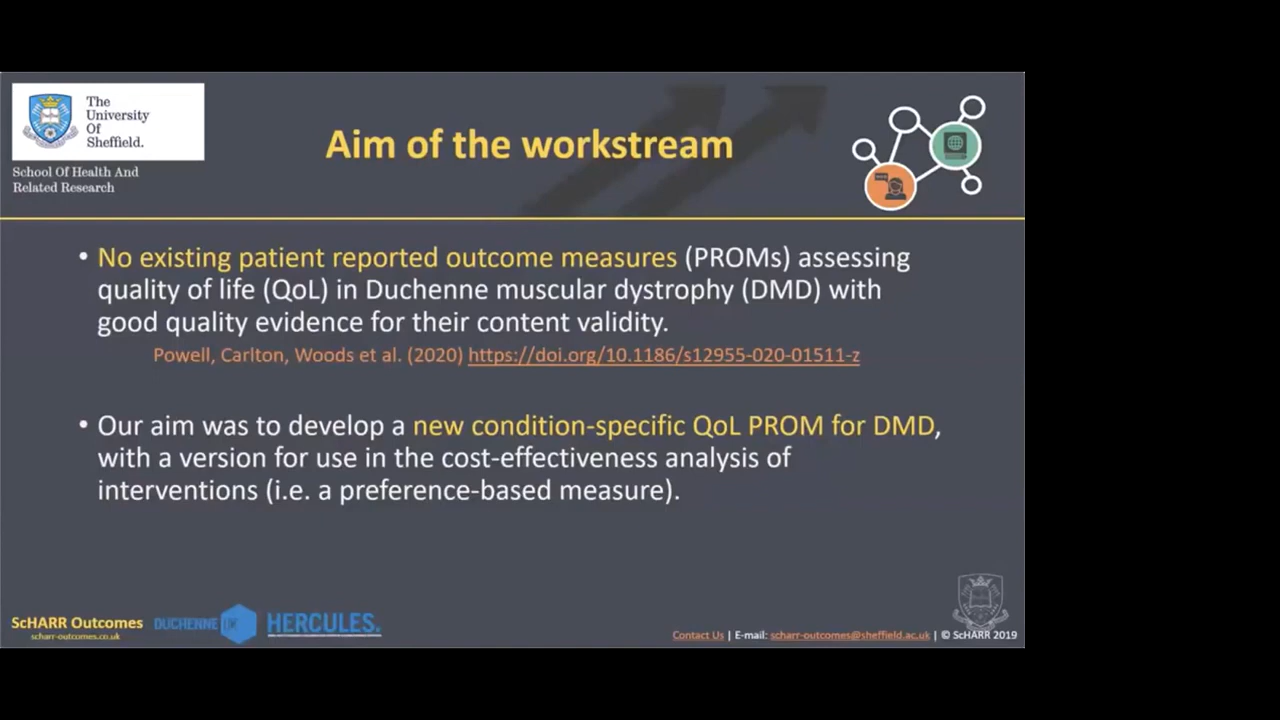 The
University
Of
Sheffield.
School Of Health And
Related Research
Aim of the workstream
• No existing patient reported outcome measures (PROMs) assessing
quality of life (QoL) in Duchenne muscular dystrophy (DMD) with
good quality evidence for their content validity.
Powell, Carlton, Woods et al. (2020) https://doi.org/10.1186/s12955-020-01511-z
• Our aim was to develop a new condition-specific QoL PROM for DMD,
with a version for use in the cost-effectiveness analysis of
interventions (i.e. a preference-based measure).
ScHARR Outcomes
scharr-outcomes.co.uk
DUCHENNE UK HERCULES.
Contact Us | E-mail: scharr-outcomes@sheffield.ac.uk | © ScHARR 2019